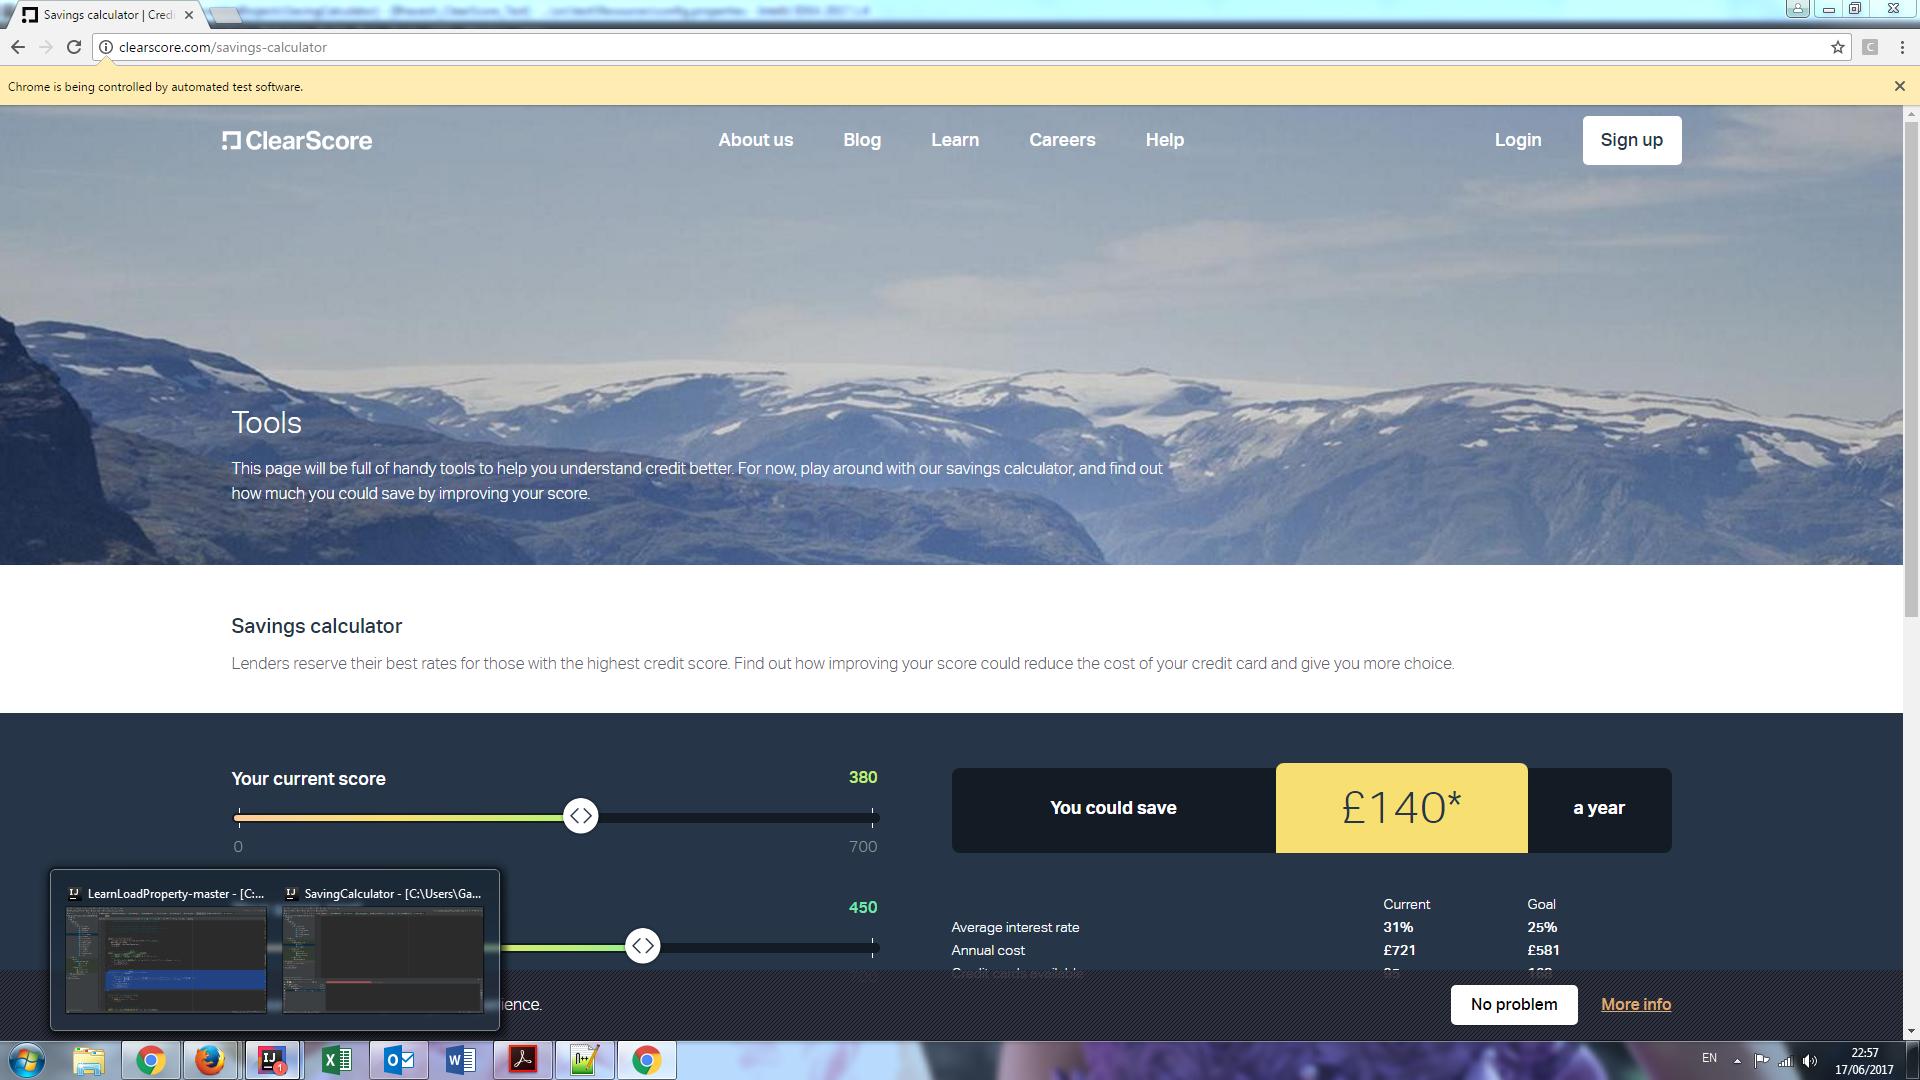 Savings calculator | Credi
clearscore.com/savings-calculator
Chrome is being controlled by automated test software.
ClearScore
About us
Blog
Learn
Careers
Help
Login
Sign up
Tools
This page will be full of handy tools to help you understand credit better. For now, play around with our savings calculator, and find out
how much you could save by improving your score.
Savings calculator
Lenders reserve their best rates for those with the highest credit score. Find out how improving your score could reduce the cost of your credit card and give you more choice.
Your current score
380
0
700
450
You could save
£140*
a year
Current
Goal
Average interest rate
31%
25%
Annual cost
£721
£581
Credit cards available
95
LearnLoadProperty-master - [C:...
SavingCalculator - [C:\Users\Ga...
ience.
No problem
More info
EN
22:57
17/06/2017